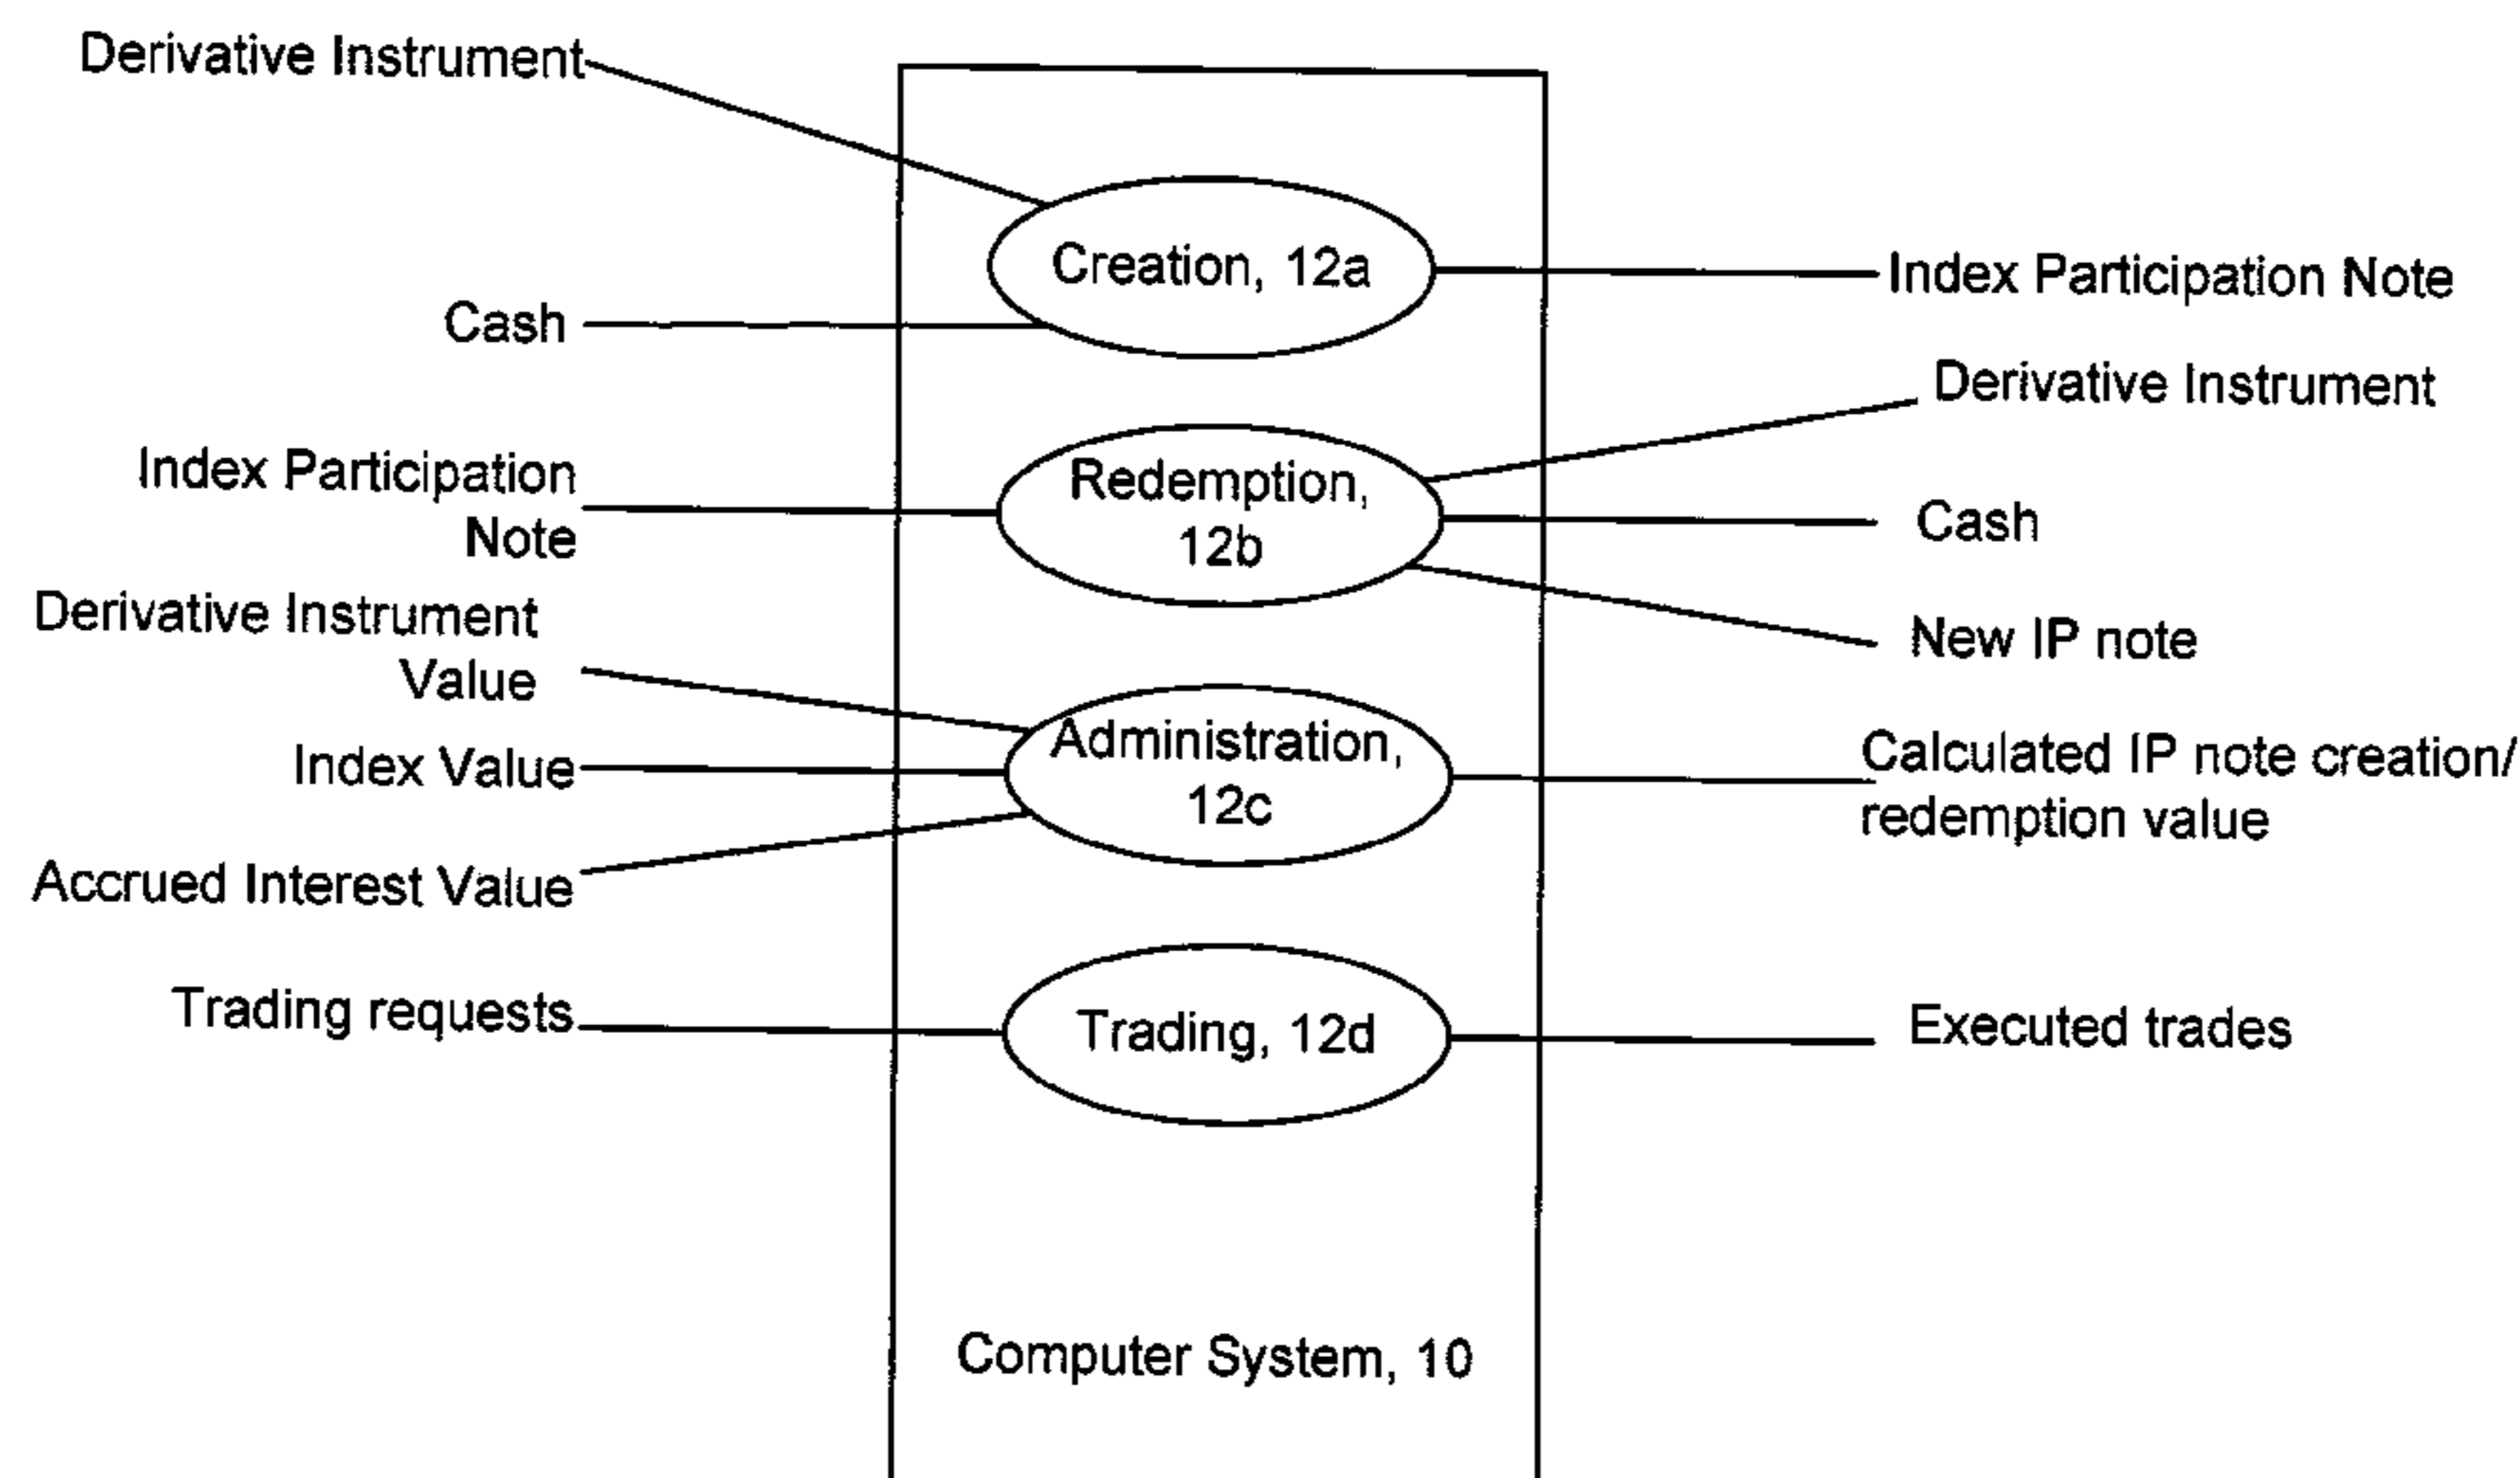 Derivative Instrument
Creation, 12a
Index Participation Note
Cash
Derivative Instrument
Index Participation
Note
Redemption,
12b
Cash
New IP note
Derivative Instrument
Value
Index Value
Accrued Interest Value
Administration,
12c
Calculated IP note creation/
redemption value
Trading requests
Trading, 12d
Executed trades
Computer System, 10